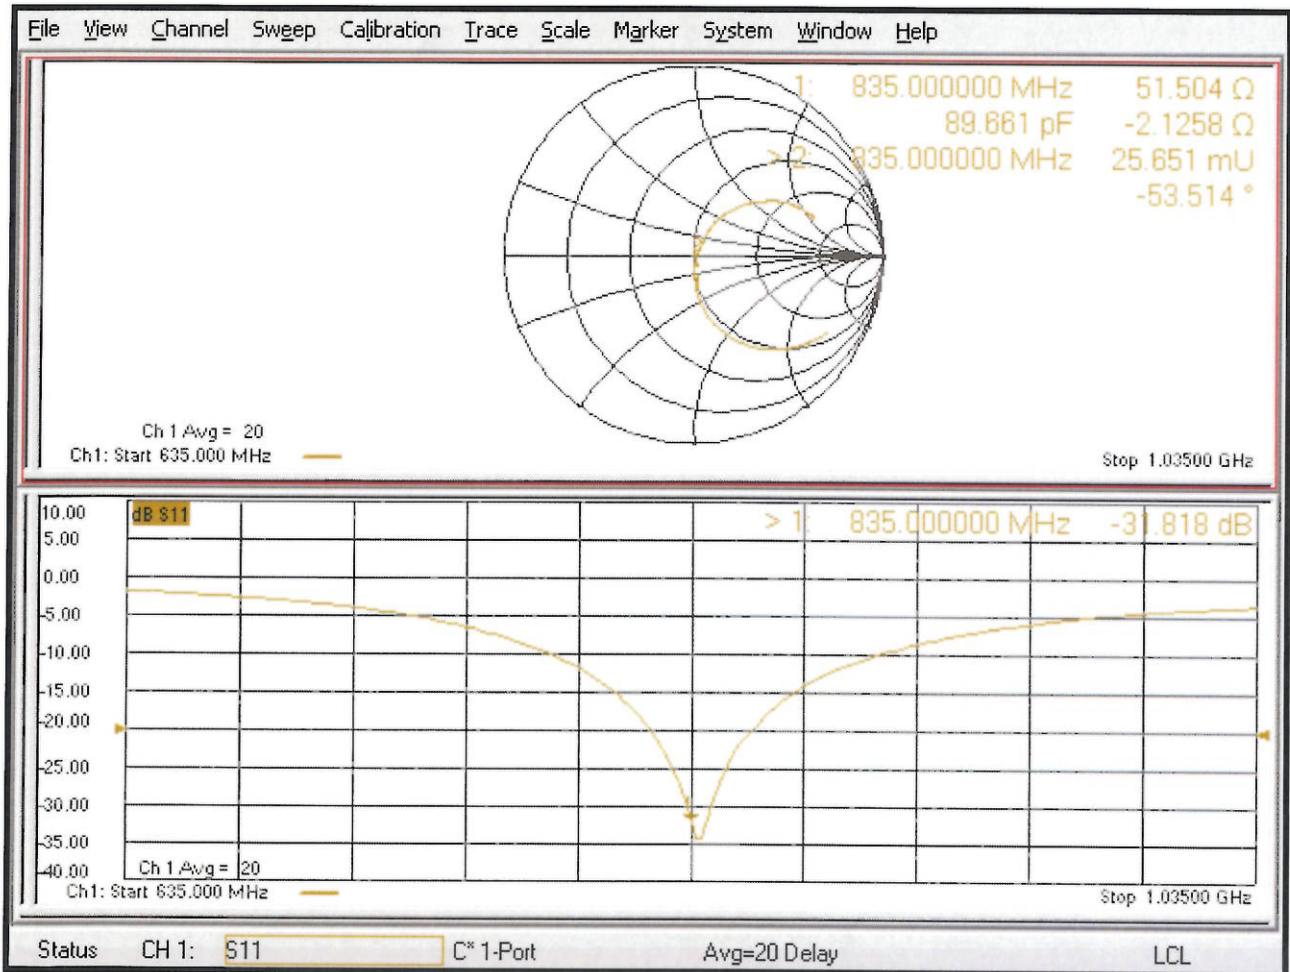 File View Channel Sweep Calibration Trace Scale Marker System Window Help
1: 835.000000 MHz 51.504 Ω
89.661 pF -2.1258 Ω
> 2: 835.000000 MHz 25.651 mU
-53.514 °
Ch 1 Avg = 20
Ch1: Start 635.000 MHz
Stop 1.03500 GHz
10.00
dB S11
> 1: 835.000000 MHz -31.818 dB
5.00
0.00
-5.00
-10.00
-15.00
-20.00
-25.00
-30.00
-35.00
-40.00
Ch 1 Avg = 20
Ch1: Start 635.000 MHz
Stop 1.03500 GHz
Status CH 1: S11 C* 1-Port Avg=20 Delay LCL